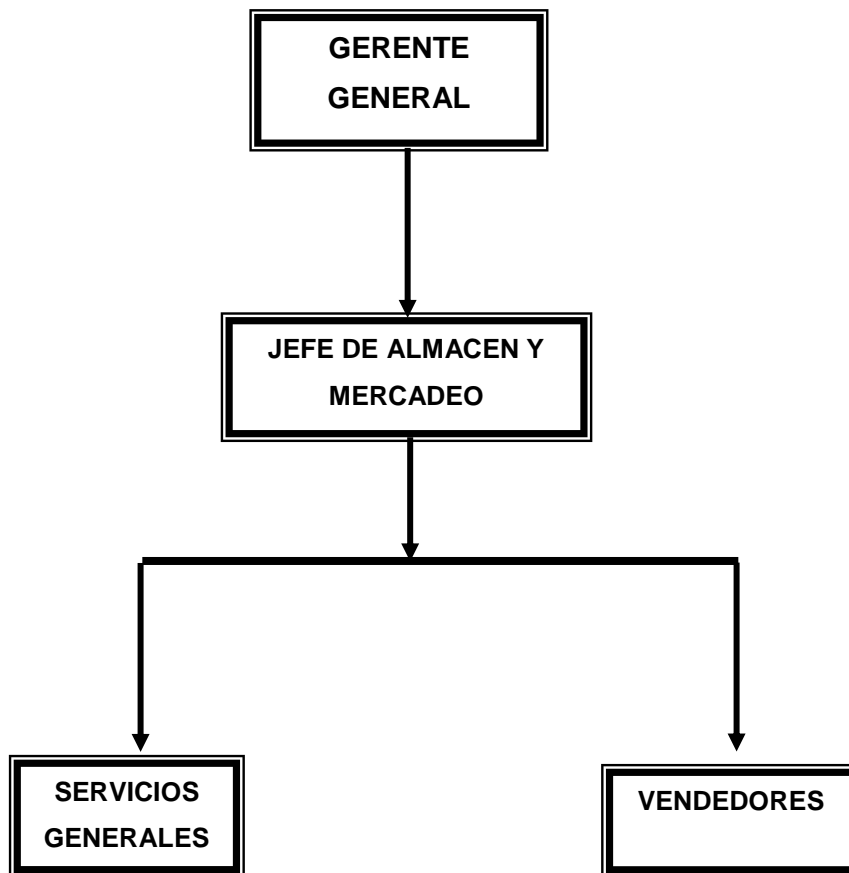 GERENTE
GENERAL
JEFE DE ALMACEN Y
MERCADEO
SERVICIOS
GENERALES
VENDEDORES